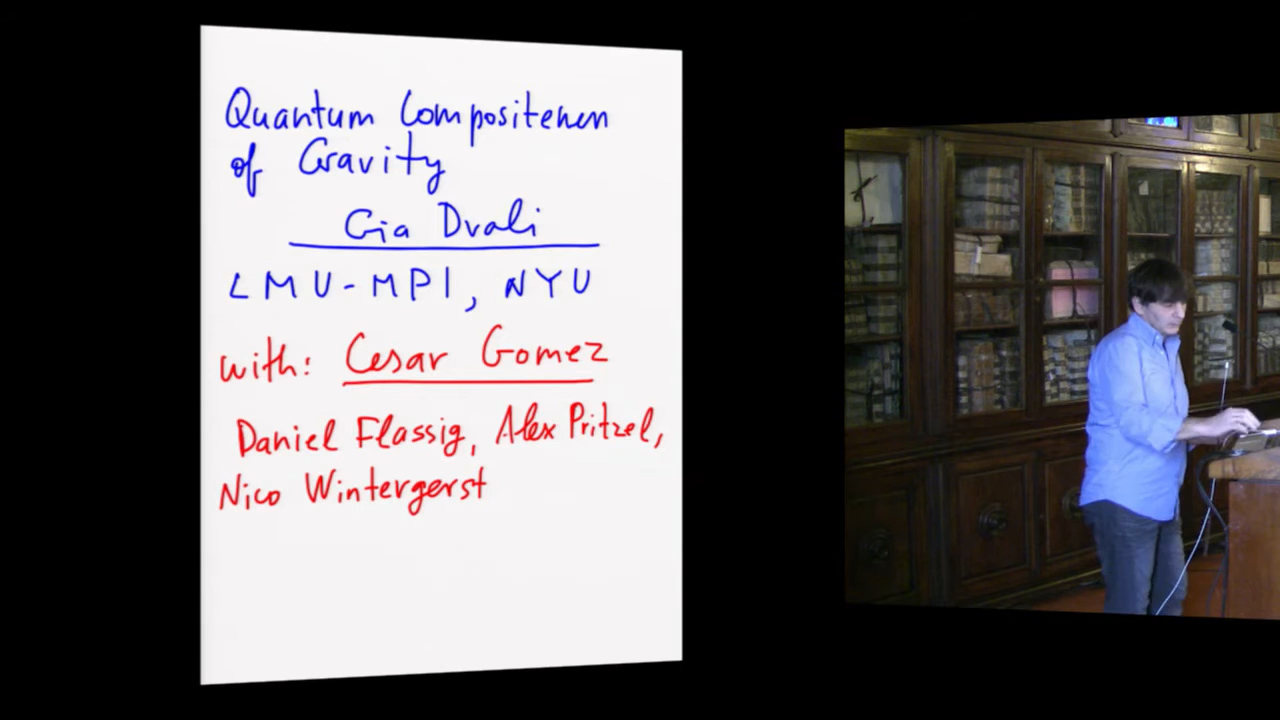 Quantum Compositeness
of Gravity
Gia Dvali
LMU-MPI, NYU
with: Cesar Gomez
Daniel Flassig, Alex Pritzel,
Nico Wintergerst